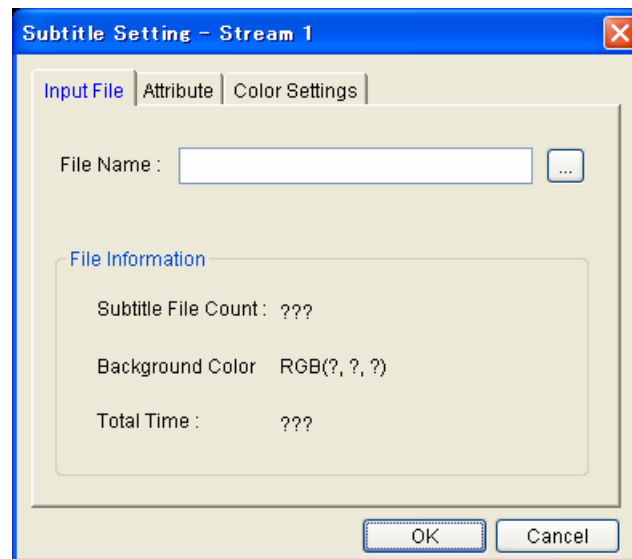 Subtitle Setting - Stream 1
Input File Attribute Color Settings
File Name : ...
File Information
Subtitle File Count : ???
Background Color RGB(?, ?, ?)
Total Time : ???
OK Cancel